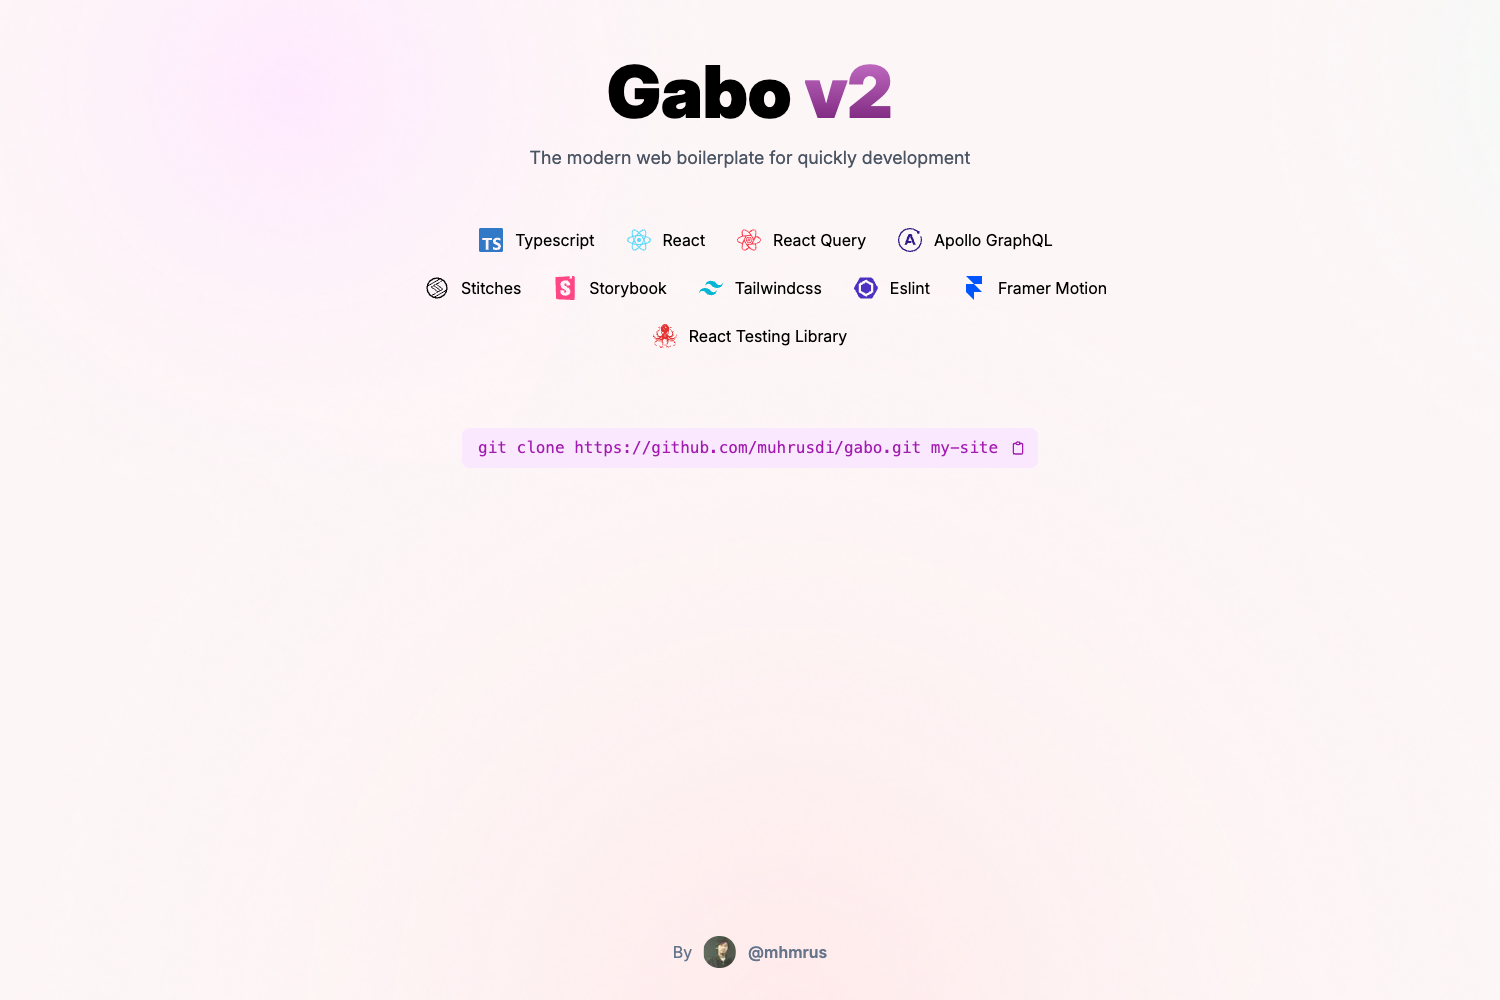 Gabo v2
The modern web boilerplate for quickly development
TS Typescript React React Query A Apollo GraphQL
Stitches S Storybook Tailwindcss Eslint Framer Motion
React Testing Library
git clone https://github.com/muhrusdi/gabo.git my-site
By @mhmrus